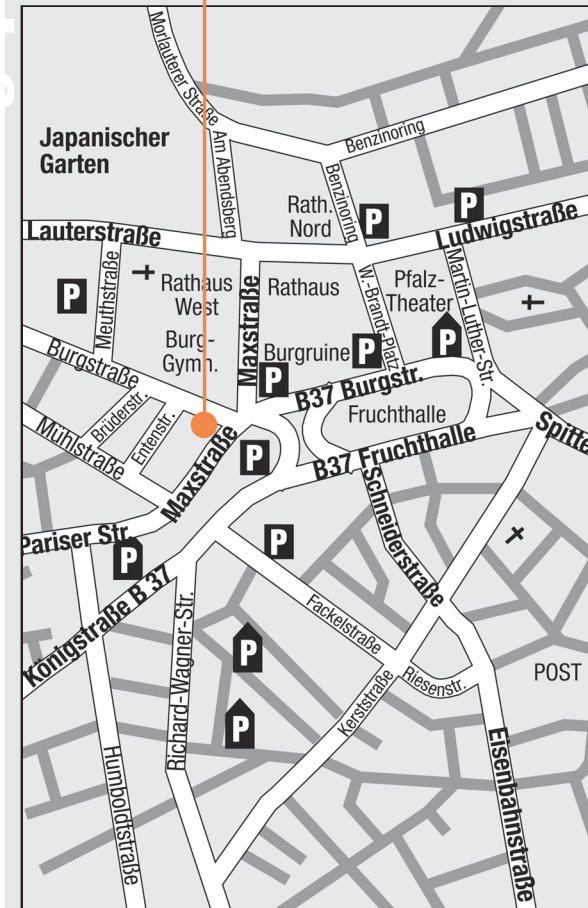 Morlauterer Straße
Japanischer
Garten
Am Abendsberg
Benzinoring
Benzinoring
Rath.
Nord
P
P
Lauterstraße
Ludwigstraße
Meuthstraße
P
Rathaus
West
Maxstraße
Rathaus
W.-Brandt-Platz
Pfalz-
Theater
Martin-Luther-Str.
Burg-
Gymn.
Burgruine
P
P
P
Burgstraße
B37 Burgstr.
Brüderstr.
Entenstr.
Fruchthalle
Mühlstraße
Maxstraße
P
B37 Fruchthalle
Spitte
Pariser Str.
P
P
Schneiderstraße
Königstraße B 37
Richard-Wagner-Str.
Fackelstraße
P
P
Kerststraße
Riesenstr.
POST
Humboldtstraße
Eisenbahnstraße